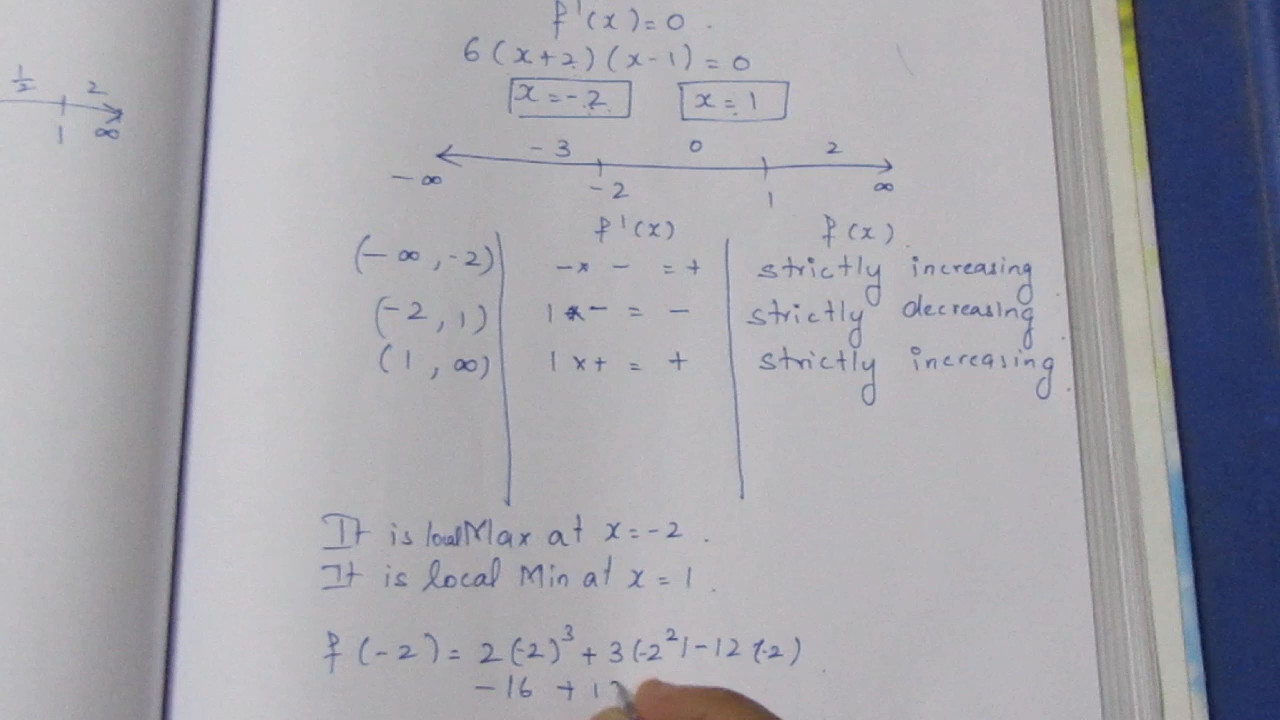 f'(x)=0.
6(x+2)(x-1)=0
x=-2 x=1
1/2 2
1 ∞
-3 0 2
-∞ -2 1 ∞
f'(x) f(x).
(-∞,-2) -x - = + strictly increasing
(-2,1) 1 x - = - strictly decreasing
(1,∞) 1 x + = + strictly increasing.
It is local Max at x=-2.
It is local Min at x=1.
f(-2)=2(-2)³+3(-2²)-12(-2).
-16 + 1